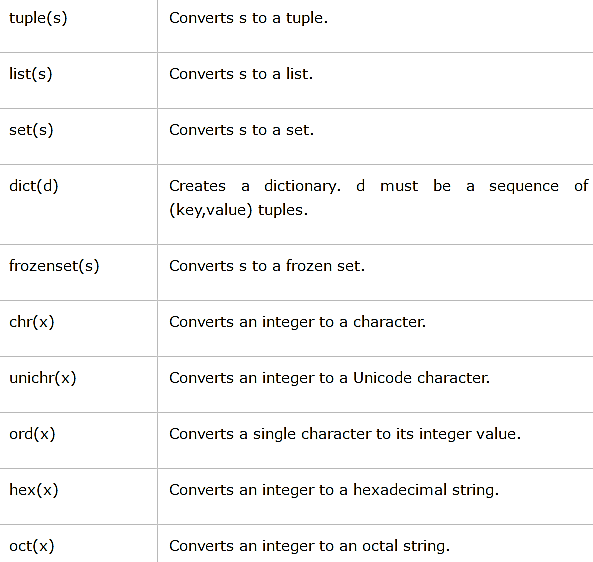 tuple(s) Converts s to a tuple.
list(s) Converts s to a list.
set(s) Converts s to a set.
dict(d) Creates a dictionary. d must be a sequence of
(key,value) tuples.
frozenset(s) Converts s to a frozen set.
chr(x) Converts an integer to a character.
unichr(x) Converts an integer to a Unicode character.
ord(x) Converts a single character to its integer value.
hex(x) Converts an integer to a hexadecimal string.
oct(x) Converts an integer to an octal string.